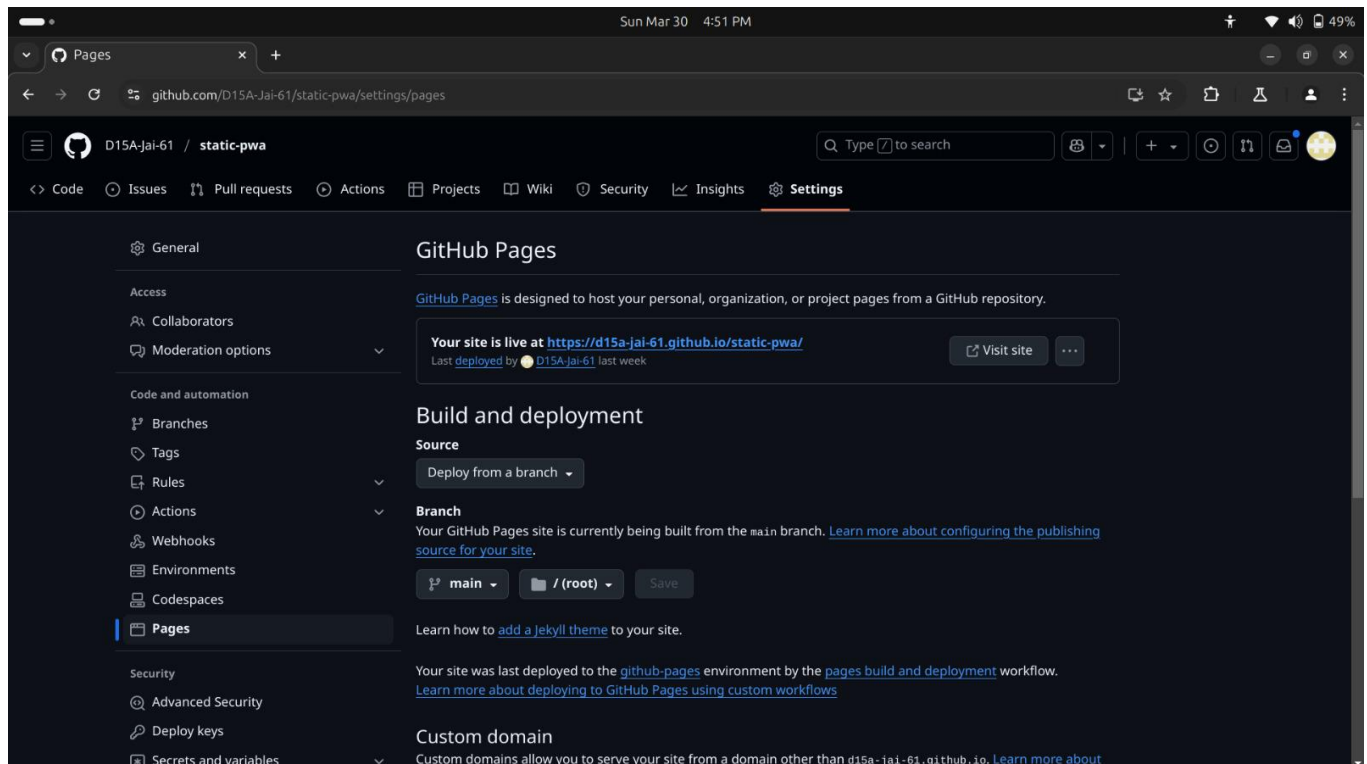 Sun Mar 30 4:51 PM
49%
Pages
github.com/D15A-Jai-61/static-pwa/settings/pages
D15A-Jai-61 / static-pwa
Type / to search
Code Issues Pull requests Actions Projects Wiki Security Insights Settings
General
Access
Collaborators
Moderation options
Code and automation
Branches
Tags
Rules
Actions
Webhooks
Environments
Codespaces
Pages
Security
Advanced Security
Deploy keys
Secrets and variables
GitHub Pages
GitHub Pages is designed to host your personal, organization, or project pages from a GitHub repository.
Your site is live at https://d15a-jai-61.github.io/static-pwa/
Last deployed by D15A-Jai-61 last week
Visit site
Build and deployment
Source
Deploy from a branch
Branch
Your GitHub Pages site is currently being built from the main branch. Learn more about configuring the publishing
source for your site.
main / (root) Save
Learn how to add a Jekyll theme to your site.
Your site was last deployed to the github-pages environment by the pages build and deployment workflow.
Learn more about deploying to GitHub Pages using custom workflows
Custom domain
Custom domains allow you to serve your site from a domain other than d15a-jai-61.github.io. Learn more about